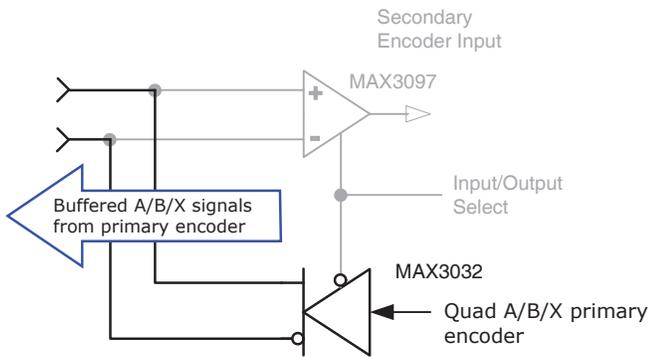 Secondary
Encoder Input
MAX3097
+
-
Input/Output
Select
Buffered A/B/X signals
from primary encoder
MAX3032
Quad A/B/X primary
encoder